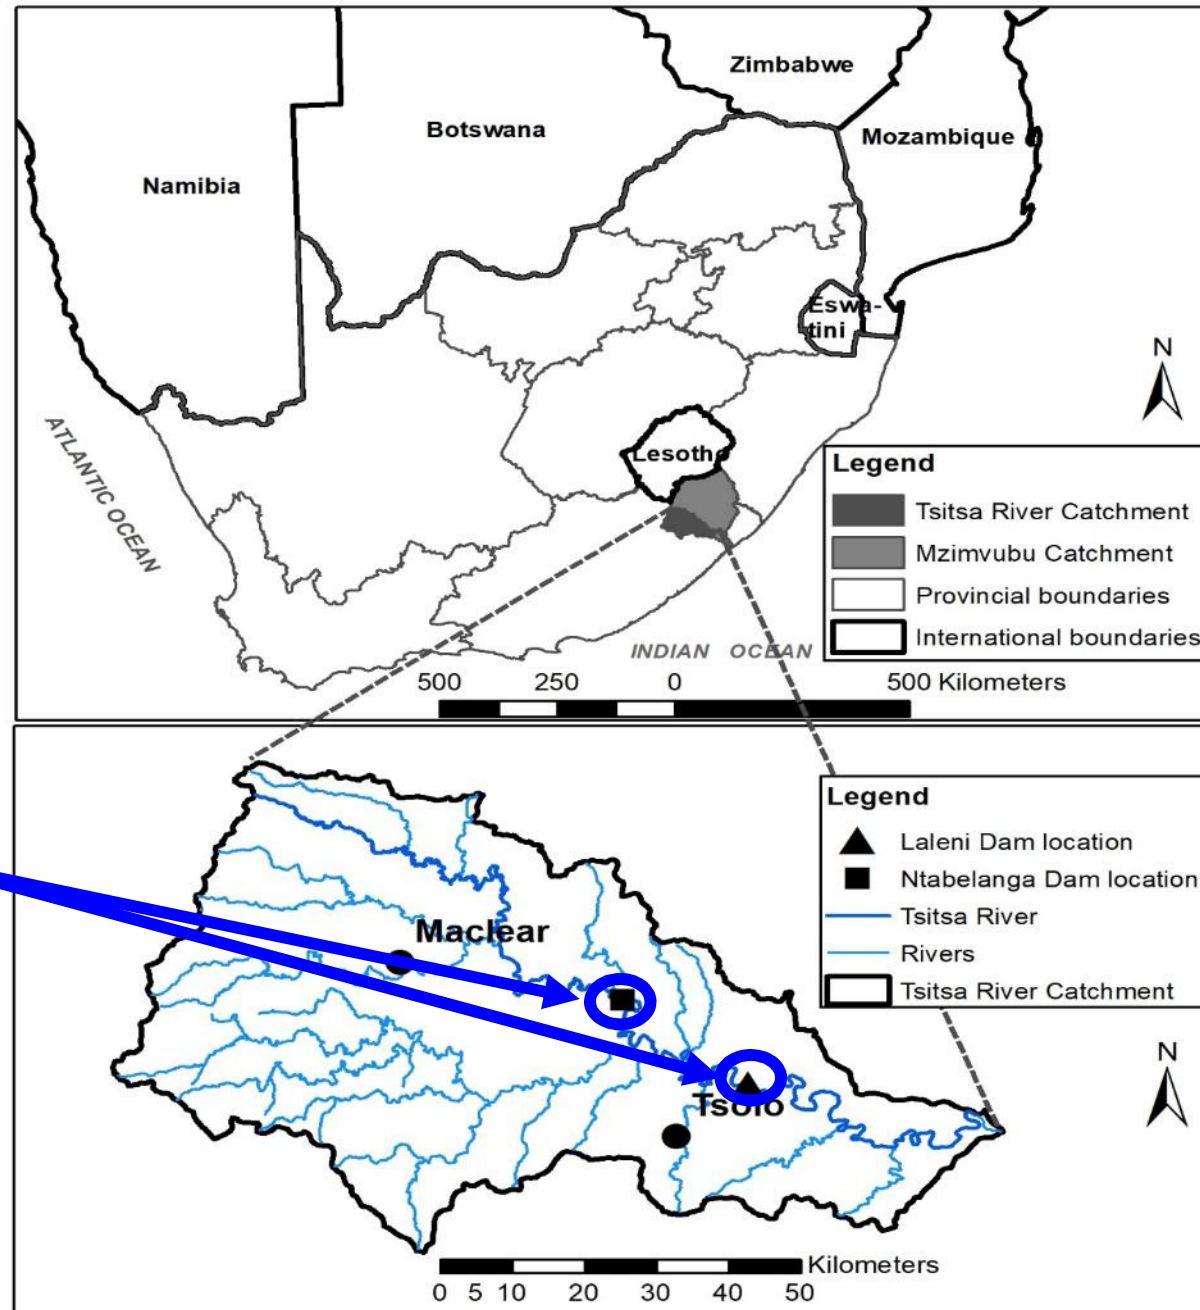 Zimbabwe
Botswana
Mozambique
Namibia
Eswa-
tini
N
ATLANTIC OCEAN
Lesotho
Legend
Tsitsa River Catchment
Mzimvubu Catchment
Provincial boundaries
International boundaries
INDIAN OCEAN
500 250 0 500 Kilometers
Legend
Laleni Dam location
Ntabelanga Dam location
Tsitsa River
Rivers
Tsitsa River Catchment
Maclear
N
Tsolo
Kilometers
0 5 10 20 30 40 50